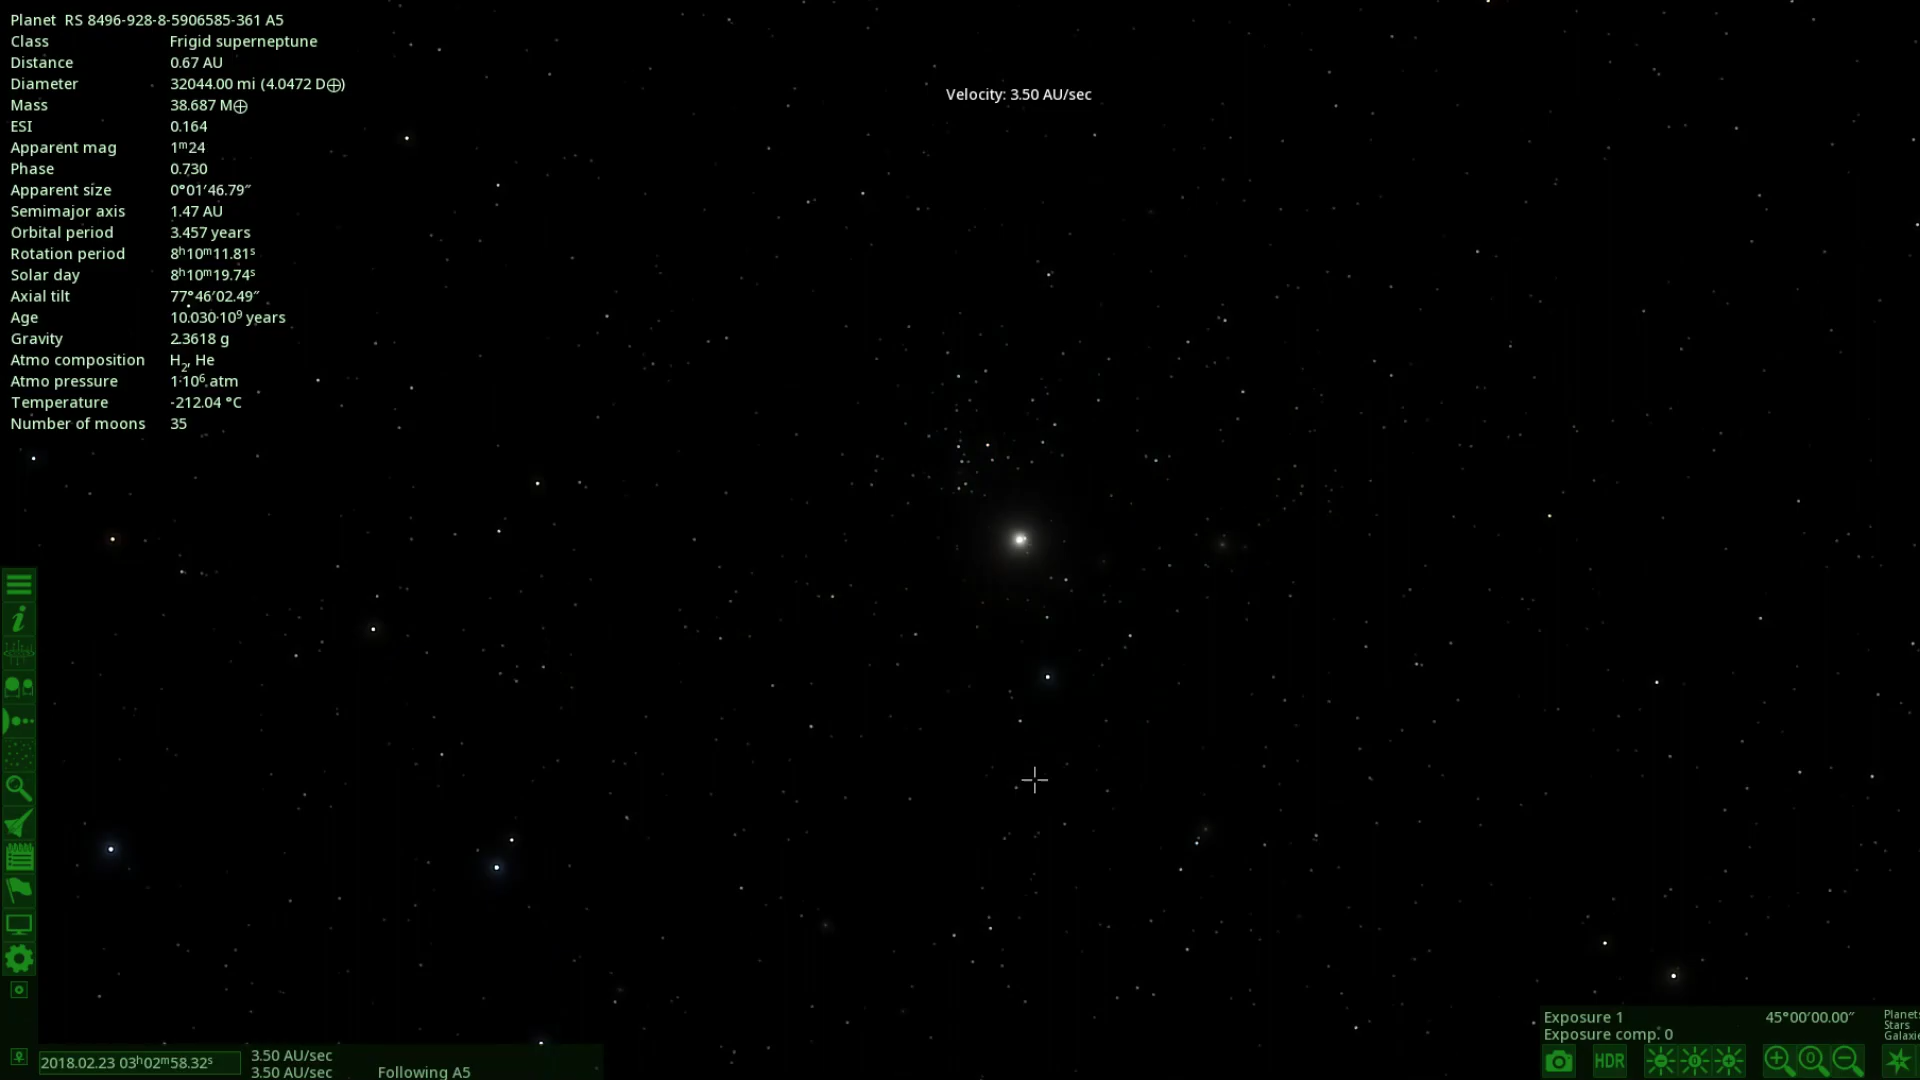 Planet RS 8496-928-8-5906585-361 A5
Class Frigid superneptune
Distance 0.67 AU
Diameter 32044.00 mi (4.0472 D⊕)
Mass 38.687 M⊕
ESI 0.164
Apparent mag 1ᵐ24
Phase 0.730
Apparent size 0°01′46.79″
Semimajor axis 1.47 AU
Orbital period 3.457 years
Rotation period 8ʰ10ᵐ11.81ˢ
Solar day 8ʰ10ᵐ19.74ˢ
Axial tilt 77°46′02.49″
Age 10.030·10⁹ years
Gravity 2.3618 g
Atmo composition H₂, He
Atmo pressure 1·10⁶ atm
Temperature -212.04 °C
Number of moons 35
Velocity: 3.50 AU/sec
2018.02.23 03ʰ02ᵐ58.32ˢ
3.50 AU/sec
3.50 AU/sec Following A5
Exposure 1 45°00′00.00″
Exposure comp. 0
Planets
Stars
HDR
0